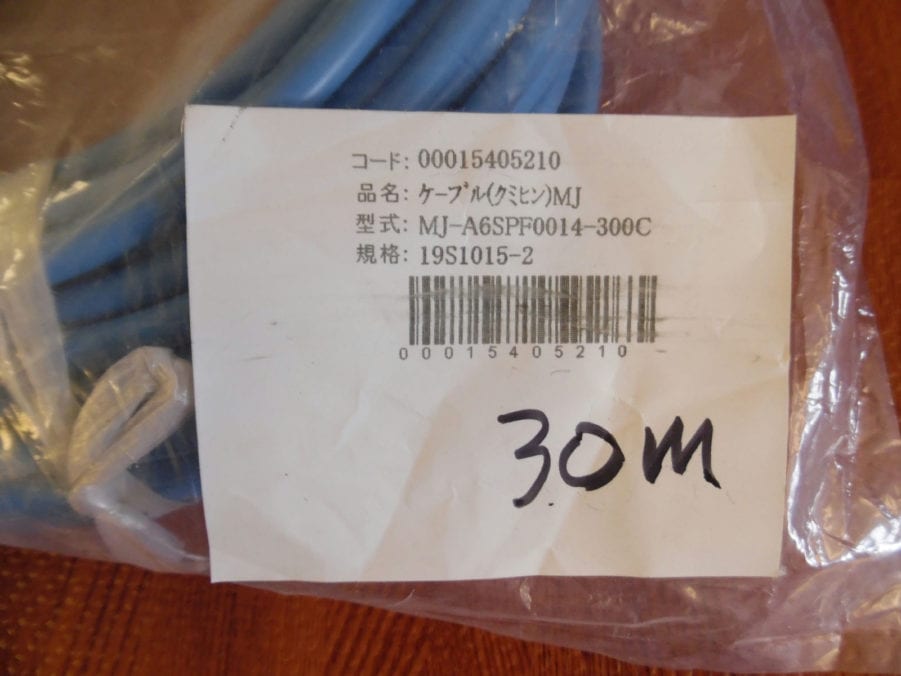 コード: 00015405210
品名: ケーブル(クミヒン)MJ
型式: MJ-A6SPF0014-300C
規格: 19S1015-2
00015405210
30m